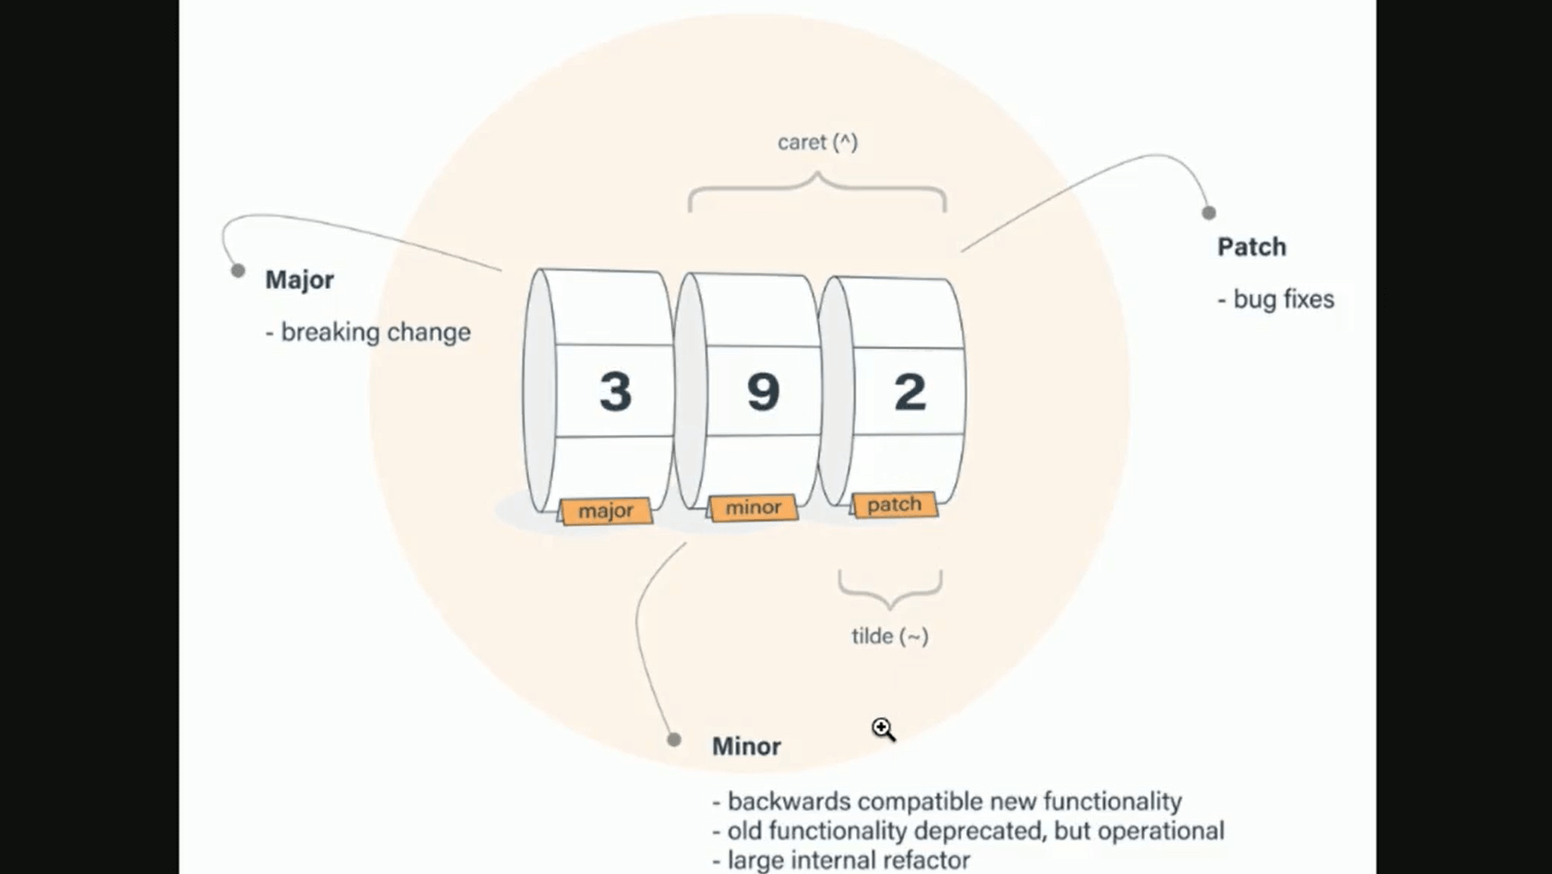 caret (^)
Major
- breaking change
Patch
- bug fixes
3 9 2
major minor patch
tilde (~)
Minor
- backwards compatible new functionality
- old functionality deprecated, but operational
- large internal refactor